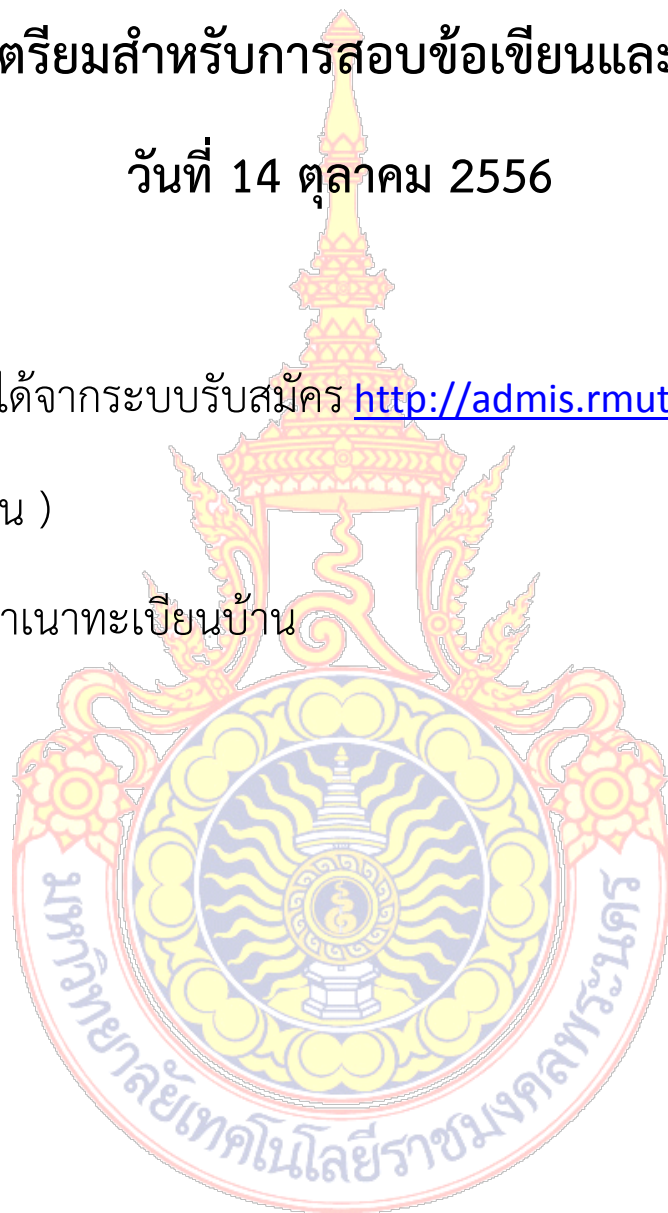 ตรียมสำหรับการสอบข้อเขียนและ
วันที่ 14 ตุลาคม 2556
ได้จากระบบรับสมัคร http://admis.rmut
น )
าเนาทะเบียนบ้าน
มหาวิทยาลัยเทคโนโลยีราชมงคลพระนคร